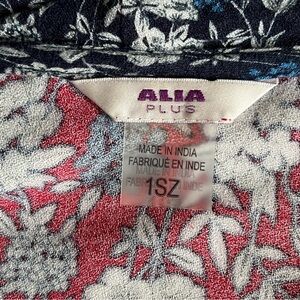 ALIA
PLUS
MADE IN INDIA
FABRIQUE EN INDE
1SZ